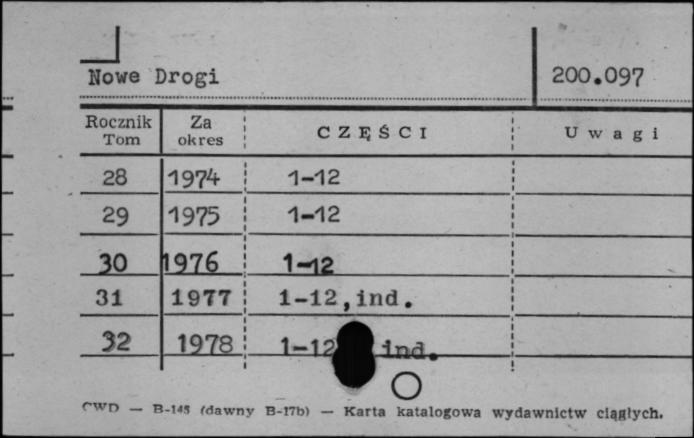 Nowe Drogi 200.097
Rocznik Tom Za okres CZĘŚCI Uwagi
28 1974 1-12
29 1975 1-12
30 1976 1-12
31 1977 1-12, ind.
32 1978 1-12 ind.
CWD — B-145 (dawny B-17b) — Karta katalogowa wydawnictw ciągłych.